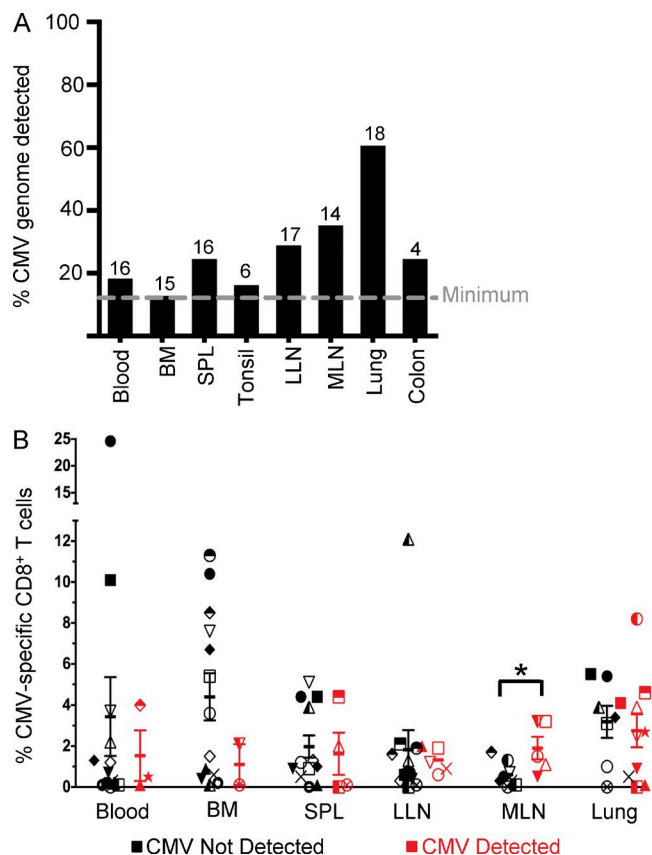 A
% CMV genome detected
100
80
60
40
20
16
15
16
6
17
14
18
4
Minimum
Blood
BM
SPL
Tonsil
LLN
MLN
Lung
Colon
B
% CMV-specific CD8⁺ T cells
25
20
15
12
10
8
6
4
2
0
*
Blood
BM
SPL
LLN
MLN
Lung
CMV Not Detected
CMV Detected